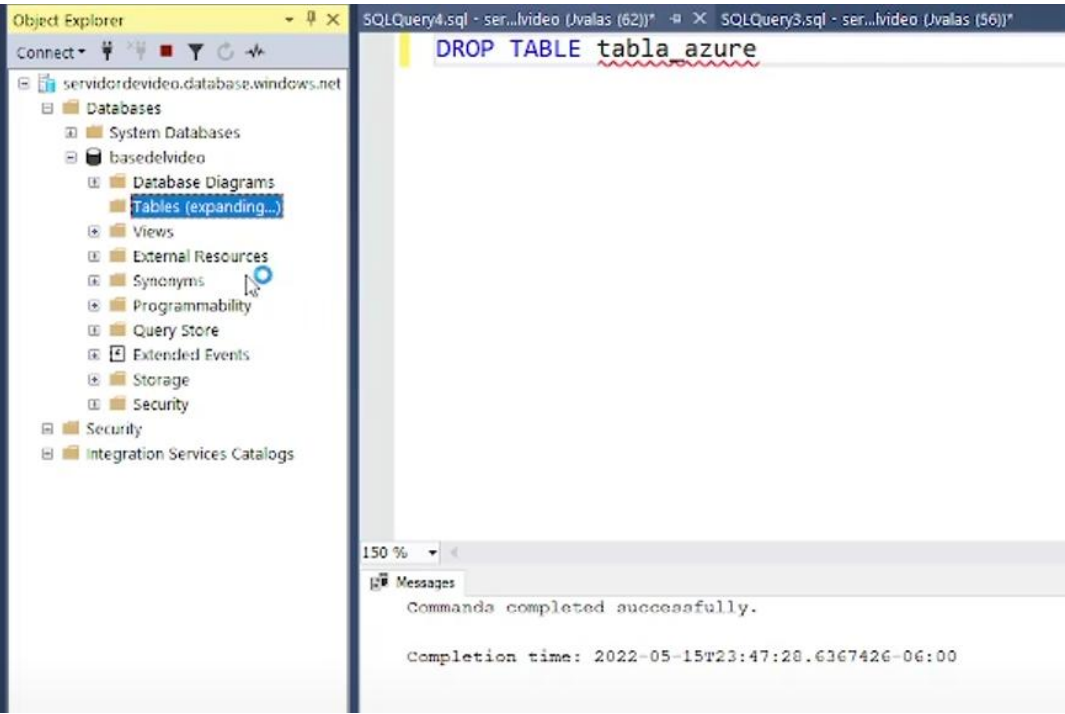 Object Explorer
Connect
servidordevideo.database.windows.net
Databases
System Databases
basedelvideo
Database Diagrams
Tables (expanding...)
Views
External Resources
Synonyms
Programmability
Query Store
Extended Events
Storage
Security
Security
Integration Services Catalogs
SQLQuery4.sql - ser...lvideo (Jvalas (62))* SQLQuery3.sql - ser...lvideo (Jvalas (56))*
DROP TABLE tabla_azure
150 %
Messages
Commands completed successfully.
Completion time: 2022-05-15T23:47:28.6367426-06:00